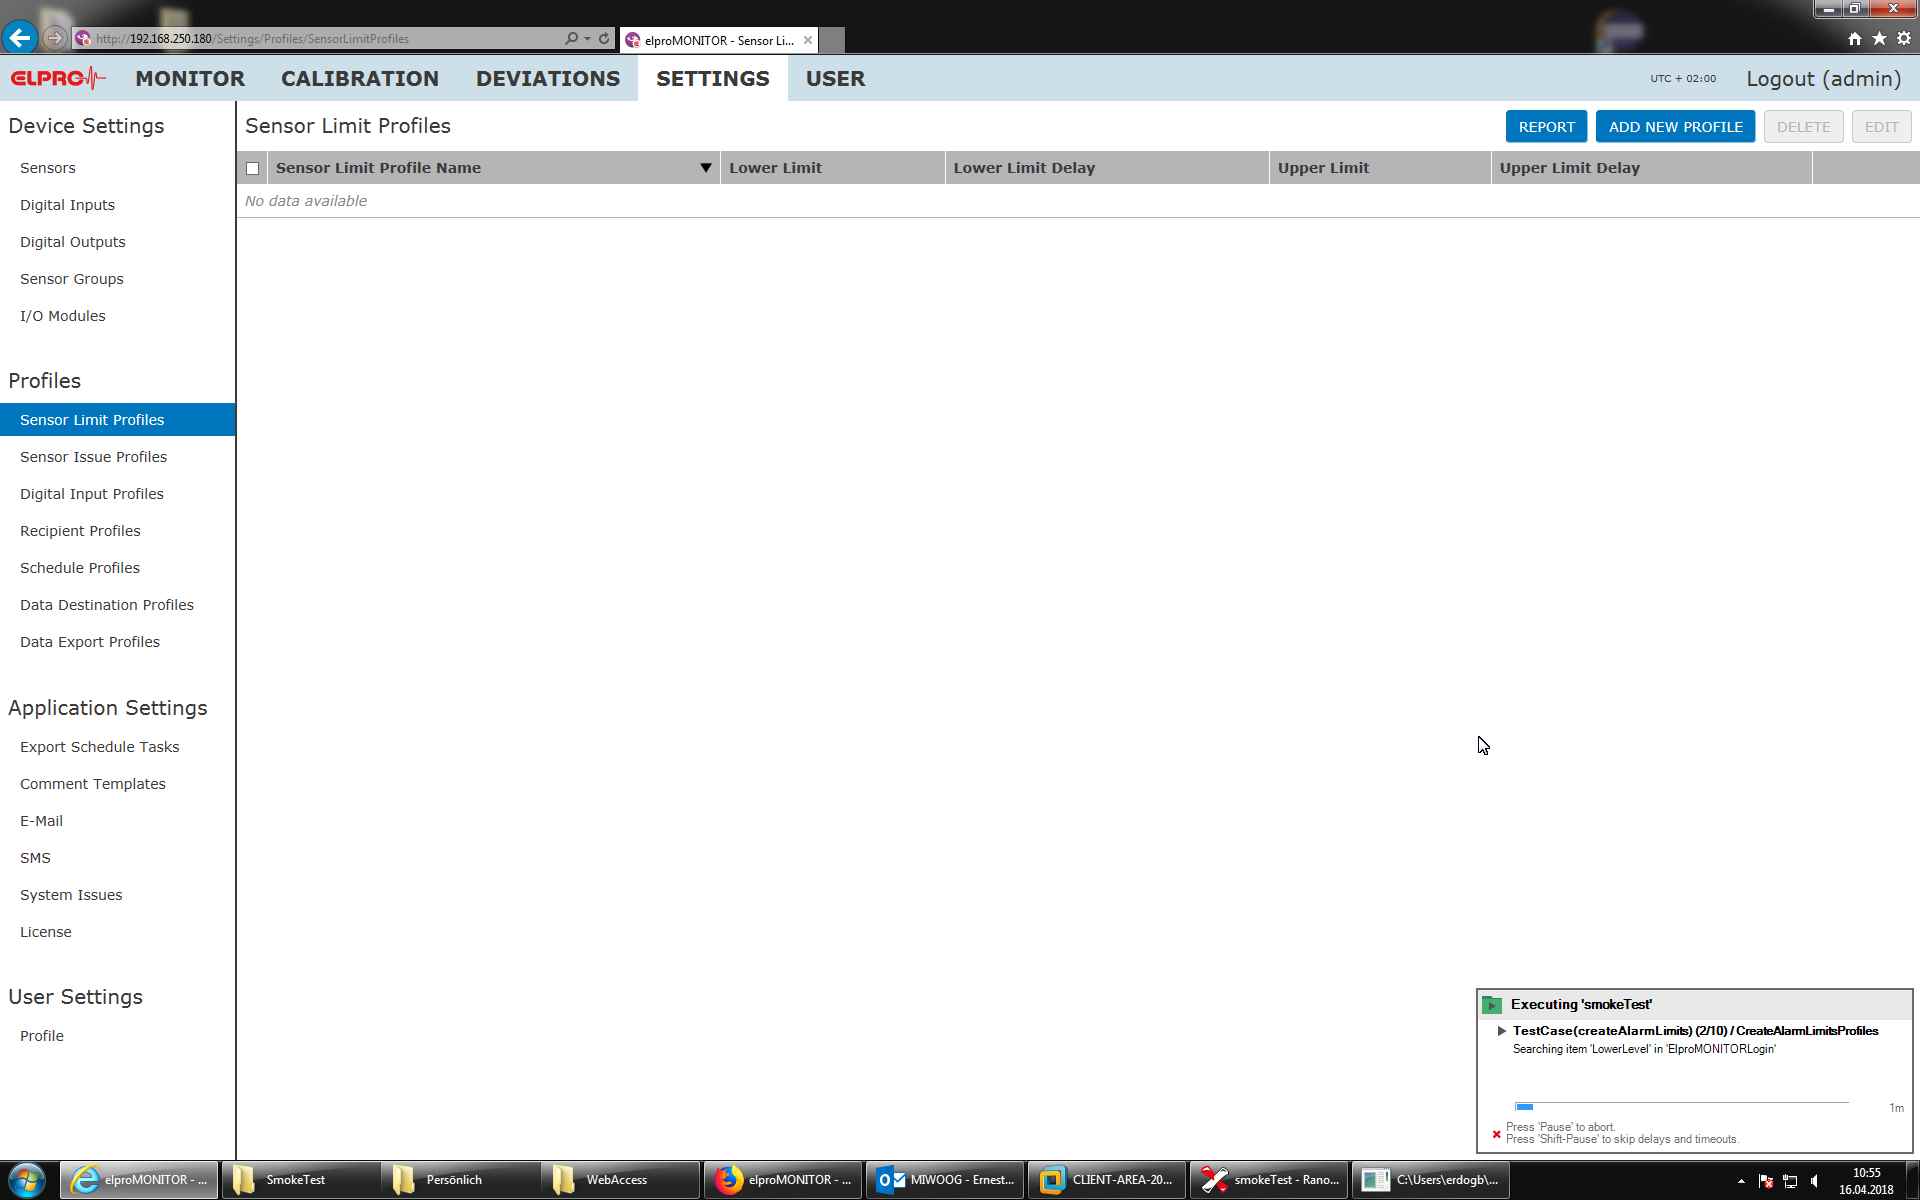 http://192.168.250.180/Settings/Profiles/SensorLimitProfiles
elproMONITOR - Sensor Li...
ELPRO
MONITOR
CALIBRATION
DEVIATIONS
SETTINGS
USER
UTC + 02:00
Logout (admin)
Device Settings
Sensors
Digital Inputs
Digital Outputs
Sensor Groups
I/O Modules
Profiles
Sensor Limit Profiles
Sensor Issue Profiles
Digital Input Profiles
Recipient Profiles
Schedule Profiles
Data Destination Profiles
Data Export Profiles
Application Settings
Export Schedule Tasks
Comment Templates
E-Mail
SMS
System Issues
License
User Settings
Profile
Sensor Limit Profiles
REPORT
ADD NEW PROFILE
DELETE
EDIT
Sensor Limit Profile Name
Lower Limit
Lower Limit Delay
Upper Limit
Upper Limit Delay
No data available
Executing 'smokeTest'
TestCase(createAlarmLimits) (2/10) / CreateAlarmLimitsProfiles
Searching item 'LowerLevel' in 'ElproMONITORLogin'
1m
Press 'Pause' to abort.
Press 'Shift-Pause' to skip delays and timeouts.
elproMONITOR - ...
SmokeTest
Persönlich
WebAccess
elproMONITOR - ...
MIWOOG - Ernest...
CLIENT-AREA-20...
smokeTest - Rano...
C:\Users\erdogb\...
10:55
16.04.2018